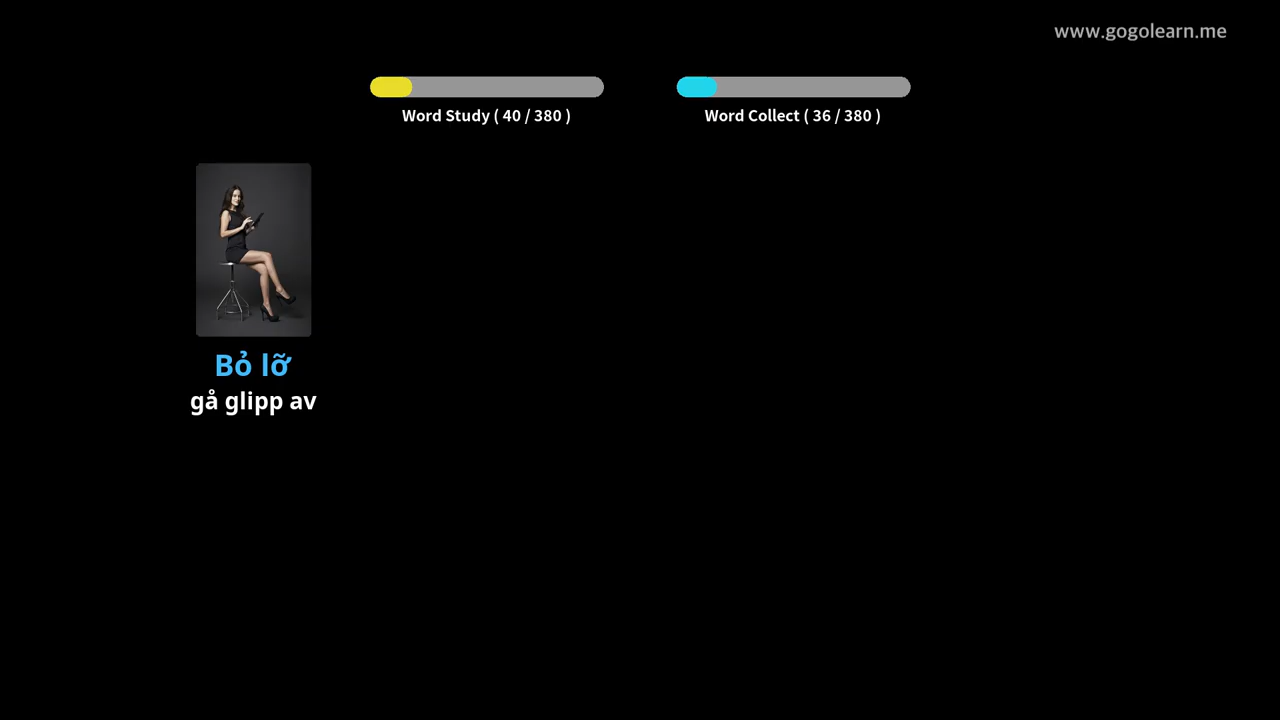 www.gogolearn.me
Word Study ( 40 / 380 )
Word Collect ( 36 / 380 )
Bỏ lỡ
gå glipp av